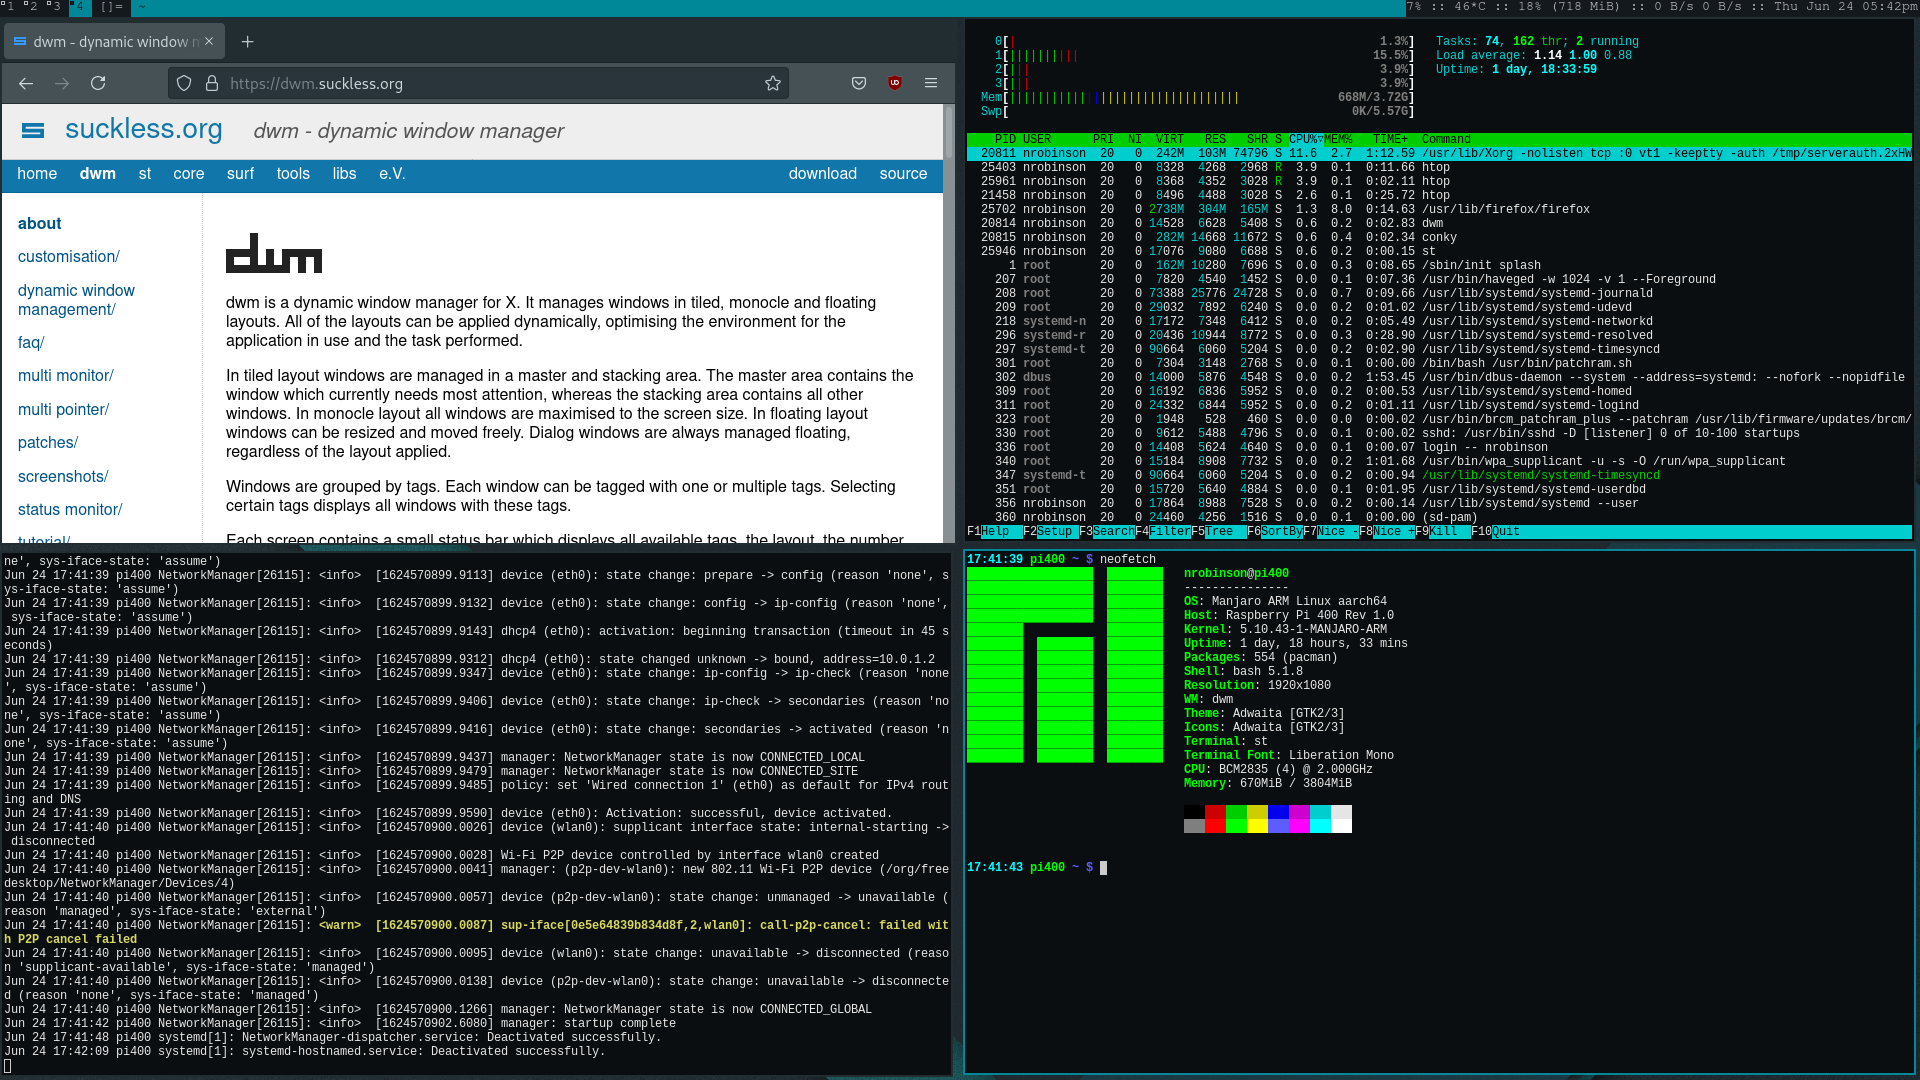 1 2 3 4 []= ~
7% :: 46*C :: 18% (718 MiB) :: 0 B/s 0 B/s :: Thu Jun 24 05:42pm
dwm - dynamic window m
https://dwm.suckless.org
suckless.org dwm - dynamic window manager
home dwm st core surf tools libs e.V. download source
about
customisation/
dynamic window
management/
faq/
multi monitor/
multi pointer/
patches/
screenshots/
status monitor/
tutorial/
dwm
dwm is a dynamic window manager for X. It manages windows in tiled, monocle and floating
layouts. All of the layouts can be applied dynamically, optimising the environment for the
application in use and the task performed.
In tiled layout windows are managed in a master and stacking area. The master area contains the
window which currently needs most attention, whereas the stacking area contains all other
windows. In monocle layout all windows are maximised to the screen size. In floating layout
windows can be resized and moved freely. Dialog windows are always managed floating,
regardless of the layout applied.
Windows are grouped by tags. Each window can be tagged with one or multiple tags. Selecting
certain tags displays all windows with these tags.
Each screen contains a small status bar which displays all available tags, the layout, the number
0[ 1.3%] Tasks: 74, 162 thr; 2 running
1[ 15.5%] Load average: 1.14 1.00 0.88
2[ 3.9%] Uptime: 1 day, 18:33:59
3[ 3.9%]
Mem[ 668M/3.72G]
Swp[ 0K/5.57G]
PID USER PRI NI VIRT RES SHR S CPU%▽MEM% TIME+ Command
20811 nrobinson 20 0 242M 103M 74796 S 11.6 2.7 1:12.59 /usr/lib/Xorg -nolisten tcp :0 vt1 -keeptty -auth /tmp/serverauth.2xHW
25403 nrobinson 20 0 8328 4268 2968 R 3.9 0.1 0:11.66 htop
25961 nrobinson 20 0 8368 4352 3028 R 3.9 0.1 0:02.11 htop
21458 nrobinson 20 0 8496 4488 3028 S 2.6 0.1 0:25.72 htop
25702 nrobinson 20 0 2738M 304M 165M S 1.3 8.0 0:14.63 /usr/lib/firefox/firefox
20814 nrobinson 20 0 14528 6628 5408 S 0.6 0.2 0:02.83 dwm
20815 nrobinson 20 0 282M 14668 11672 S 0.6 0.4 0:02.34 conky
25946 nrobinson 20 0 17076 9080 6688 S 0.6 0.2 0:00.15 st
1 root 20 0 162M 10280 7696 S 0.0 0.3 0:08.65 /sbin/init splash
207 root 20 0 7820 4540 1452 S 0.0 0.1 0:07.36 /usr/bin/haveged -w 1024 -v 1 --Foreground
208 root 20 0 73388 25776 24728 S 0.0 0.7 0:09.66 /usr/lib/systemd/systemd-journald
209 root 20 0 29032 7892 6240 S 0.0 0.2 0:01.02 /usr/lib/systemd/systemd-udevd
218 systemd-n 20 0 17172 7348 6412 S 0.0 0.2 0:05.49 /usr/lib/systemd/systemd-networkd
296 systemd-r 20 0 20436 10944 8772 S 0.0 0.3 0:28.90 /usr/lib/systemd/systemd-resolved
297 systemd-t 20 0 90664 6060 5204 S 0.0 0.2 0:02.90 /usr/lib/systemd/systemd-timesyncd
301 root 20 0 7304 3148 2768 S 0.0 0.1 0:00.00 /bin/bash /usr/bin/patchram.sh
302 dbus 20 0 14000 5876 4548 S 0.0 0.2 1:53.45 /usr/bin/dbus-daemon --system --address=systemd: --nofork --nopidfile
309 root 20 0 16192 6836 5952 S 0.0 0.2 0:00.53 /usr/lib/systemd/systemd-homed
311 root 20 0 24332 6844 5952 S 0.0 0.2 0:01.11 /usr/lib/systemd/systemd-logind
323 root 20 0 1948 528 460 S 0.0 0.0 0:00.02 /usr/bin/brcm_patchram_plus --patchram /usr/lib/firmware/updates/brcm/
330 root 20 0 9612 5488 4796 S 0.0 0.1 0:00.02 sshd: /usr/bin/sshd -D [listener] 0 of 10-100 startups
336 root 20 0 14408 5624 4640 S 0.0 0.1 0:00.07 login -- nrobinson
340 root 20 0 15184 8908 7732 S 0.0 0.2 1:01.68 /usr/bin/wpa_supplicant -u -s -O /run/wpa_supplicant
347 systemd-t 20 0 90664 6060 5204 S 0.0 0.2 0:00.94 /usr/lib/systemd/systemd-timesyncd
351 root 20 0 15720 5640 4884 S 0.0 0.1 0:01.95 /usr/lib/systemd/systemd-userdbd
356 nrobinson 20 0 17864 8988 7528 S 0.0 0.2 0:00.14 /usr/lib/systemd/systemd --user
360 nrobinson 20 0 24460 4256 1516 S 0.0 0.1 0:00.00 (sd-pam)
F1Help F2Setup F3SearchF4FilterF5Tree F6SortByF7Nice -F8Nice +F9Kill F10Quit
ne', sys-iface-state: 'assume')
Jun 24 17:41:39 pi400 NetworkManager[26115]: <info> [1624570899.9113] device (eth0): state change: prepare -> config (reason 'none', s
ys-iface-state: 'assume')
Jun 24 17:41:39 pi400 NetworkManager[26115]: <info> [1624570899.9132] device (eth0): state change: config -> ip-config (reason 'none',
sys-iface-state: 'assume')
Jun 24 17:41:39 pi400 NetworkManager[26115]: <info> [1624570899.9143] dhcp4 (eth0): activation: beginning transaction (timeout in 45 s
econds)
Jun 24 17:41:39 pi400 NetworkManager[26115]: <info> [1624570899.9312] dhcp4 (eth0): state changed unknown -> bound, address=10.0.1.2
Jun 24 17:41:39 pi400 NetworkManager[26115]: <info> [1624570899.9347] device (eth0): state change: ip-config -> ip-check (reason 'none
', sys-iface-state: 'assume')
Jun 24 17:41:39 pi400 NetworkManager[26115]: <info> [1624570899.9406] device (eth0): state change: ip-check -> secondaries (reason 'no
ne', sys-iface-state: 'assume')
Jun 24 17:41:39 pi400 NetworkManager[26115]: <info> [1624570899.9416] device (eth0): state change: secondaries -> activated (reason 'n
one', sys-iface-state: 'assume')
Jun 24 17:41:39 pi400 NetworkManager[26115]: <info> [1624570899.9437] manager: NetworkManager state is now CONNECTED_LOCAL
Jun 24 17:41:39 pi400 NetworkManager[26115]: <info> [1624570899.9479] manager: NetworkManager state is now CONNECTED_SITE
Jun 24 17:41:39 pi400 NetworkManager[26115]: <info> [1624570899.9485] policy: set 'Wired connection 1' (eth0) as default for IPv4 rout
ing and DNS
Jun 24 17:41:39 pi400 NetworkManager[26115]: <info> [1624570899.9590] device (eth0): Activation: successful, device activated.
Jun 24 17:41:40 pi400 NetworkManager[26115]: <info> [1624570900.0026] device (wlan0): supplicant interface state: internal-starting ->
disconnected
Jun 24 17:41:40 pi400 NetworkManager[26115]: <info> [1624570900.0028] Wi-Fi P2P device controlled by interface wlan0 created
Jun 24 17:41:40 pi400 NetworkManager[26115]: <info> [1624570900.0041] manager: (p2p-dev-wlan0): new 802.11 Wi-Fi P2P device (/org/free
desktop/NetworkManager/Devices/4)
Jun 24 17:41:40 pi400 NetworkManager[26115]: <info> [1624570900.0057] device (p2p-dev-wlan0): state change: unmanaged -> unavailable (
reason 'managed', sys-iface-state: 'external')
Jun 24 17:41:40 pi400 NetworkManager[26115]: <warn> [1624570900.0087] sup-iface[0e5e64839b834d8f,2,wlan0]: call-p2p-cancel: failed wit
h P2P cancel failed
Jun 24 17:41:40 pi400 NetworkManager[26115]: <info> [1624570900.0095] device (wlan0): state change: unavailable -> disconnected (reaso
n 'supplicant-available', sys-iface-state: 'managed')
Jun 24 17:41:40 pi400 NetworkManager[26115]: <info> [1624570900.0138] device (p2p-dev-wlan0): state change: unavailable -> disconnecte
d (reason 'none', sys-iface-state: 'managed')
Jun 24 17:41:40 pi400 NetworkManager[26115]: <info> [1624570900.1266] manager: NetworkManager state is now CONNECTED_GLOBAL
Jun 24 17:41:42 pi400 NetworkManager[26115]: <info> [1624570902.6080] manager: startup complete
Jun 24 17:41:48 pi400 systemd[1]: NetworkManager-dispatcher.service: Deactivated successfully.
Jun 24 17:42:09 pi400 systemd[1]: systemd-hostnamed.service: Deactivated successfully.
17:41:39 pi400 ~ $ neofetch
nrobinson@pi400
---------------
OS: Manjaro ARM Linux aarch64
Host: Raspberry Pi 400 Rev 1.0
Kernel: 5.10.43-1-MANJARO-ARM
Uptime: 1 day, 18 hours, 33 mins
Packages: 554 (pacman)
Shell: bash 5.1.8
Resolution: 1920x1080
WM: dwm
Theme: Adwaita [GTK2/3]
Icons: Adwaita [GTK2/3]
Terminal: st
Terminal Font: Liberation Mono
CPU: BCM2835 (4) @ 2.000GHz
Memory: 670MiB / 3804MiB
17:41:43 pi400 ~ $